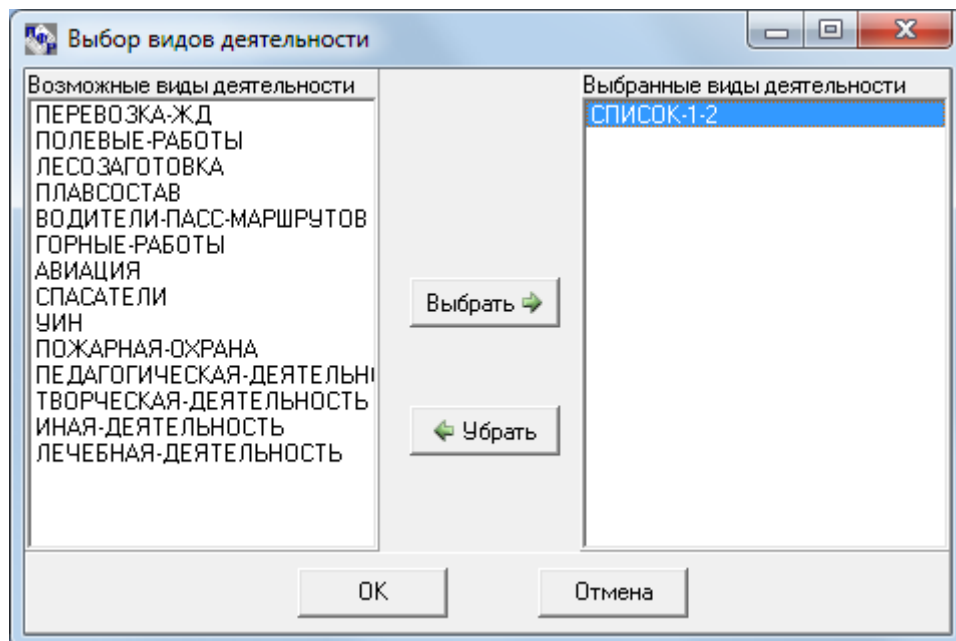 Выбор видов деятельности
Возможные виды деятельности
ПЕРЕВОЗКА-ЖД
ПОЛЕВЫЕ-РАБОТЫ
ЛЕСОЗАГОТОВКА
ПЛАВСОСТАВ
ВОДИТЕЛИ-ПАСС-МАРШРУТОВ
ГОРНЫЕ-РАБОТЫ
АВИАЦИЯ
СПАСАТЕЛИ
УИН
ПОЖАРНАЯ-ОХРАНА
ПЕДАГОГИЧЕСКАЯ-ДЕЯТЕЛЬН
ТВОРЧЕСКАЯ-ДЕЯТЕЛЬНОСТЬ
ИНАЯ-ДЕЯТЕЛЬНОСТЬ
ЛЕЧЕБНАЯ-ДЕЯТЕЛЬНОСТЬ
Выбрать
Убрать
Выбранные виды деятельности
СПИСОК-1-2
OK
Отмена